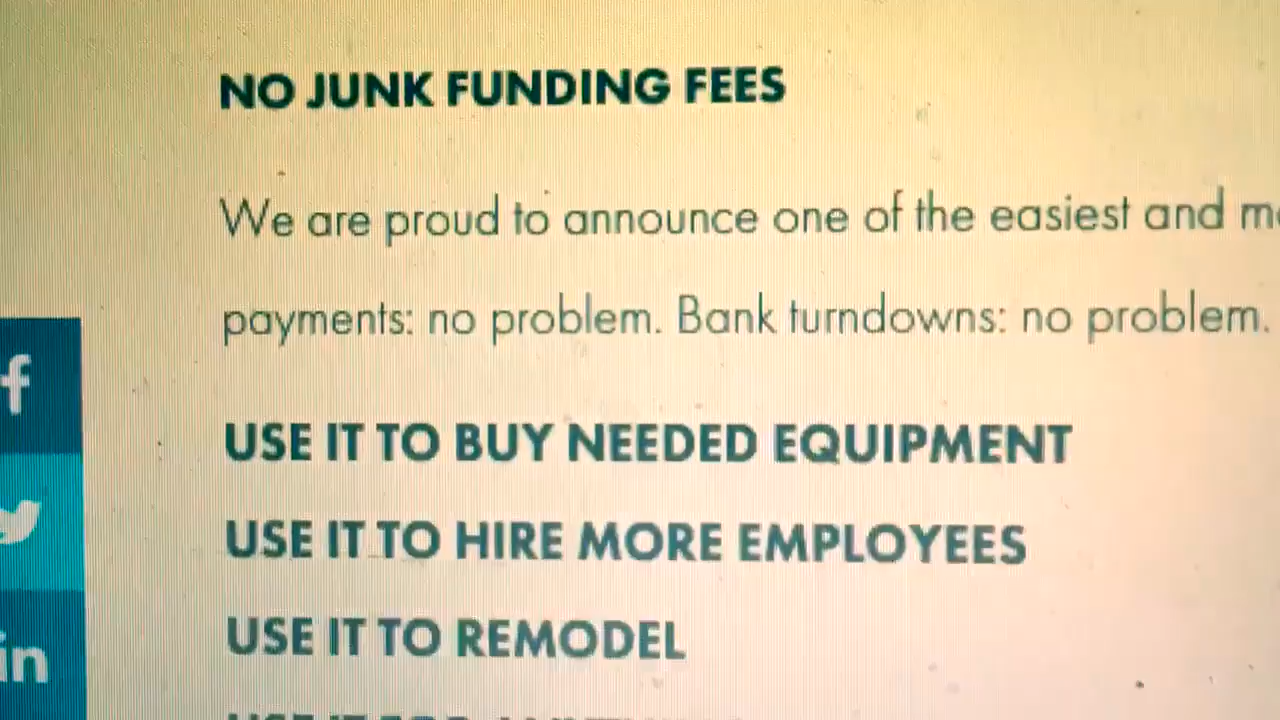 NO JUNK FUNDING FEES
We are proud to announce one of the easiest and
payments: no problem. Bank turndowns: no problem.
f
USE IT TO BUY NEEDED EQUIPMENT
USE IT TO HIRE MORE EMPLOYEES
USE IT TO REMODEL
in